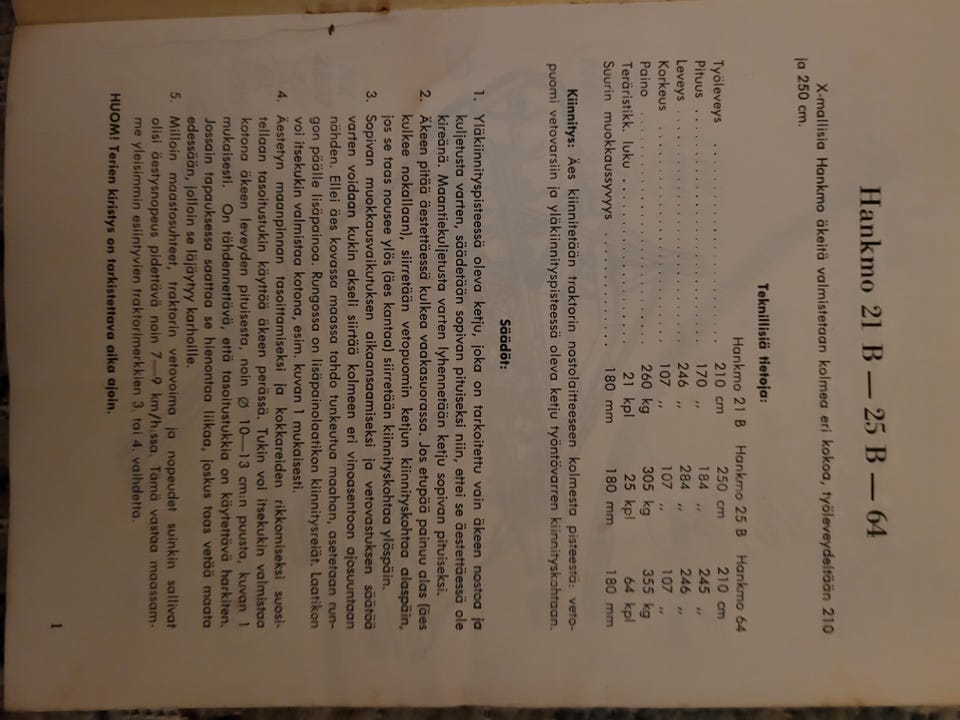 Hankmo 21 B — 25 B — 64
X-mallisia Hankmo äkeitä valmistetaan kolmea eri kokoa, työleveydeltään 210
ja 250 cm.
Teknillisiä tietoja:
Hankmo 21 B Hankmo 25 B Hankmo 64
Työleveys . . . . . . . . . . . . . . . . . . . . . . 210 cm 250 cm 210 cm
Pituus . . . . . . . . . . . . . . . . . . . . . . . . 170 ,, 184 ,, 245 ,,
Leveys . . . . . . . . . . . . . . . . . . . . . . . . 246 ,, 284 ,, 246 ,,
Korkeus . . . . . . . . . . . . . . . . . . . . . . . 107 ,, 107 ,, 107 ,,
Paino . . . . . . . . . . . . . . . . . . . . . . . . . 260 kg 305 kg 355 kg
Teräristikk. luku . . . . . . . . . . . . . . . . . 21 kpl 25 kpl 64 kpl
Suurin muokkaussyvyys . . . . . . . . . . . . 180 mm 180 mm 180 mm
Kiinnitys: Äes kiinnitetään traktorin nostolaitteeseen kolmesta pisteestä: veto-
puomi vetovarsiin ja yläkiinnityspisteessä oleva ketju työntövarren kiinnityskohtaan.
Säädöt:
1. Yläkiinnityspisteessä oleva ketju, joka on tarkoitettu vain äkeen nostoa ja
kuljetusta varten, säädetään sopivan pituiseksi niin, ettei se äestettäessä ole
kireänä. Maantiekuljetusta varten lyhennetään ketju sopivan pituiseksi.
2. Äkeen pitää äestettäessä kulkea vaakasuorassa. Jos etupää painuu alas (äes
kulkee nokallaan), siirretään vetopuomin ketjun kiinnityskohtaa alaspäin,
jos se taas nousee ylös (äes kantaa) siirretään kiinnityskohtaa ylöspäin.
3. Sopivan muokkausvaikutuksen aikaansaamiseksi ja vetovastuksen säätöä
varten voidaan kukin akseli siirtää kolmeen eri vinoasentoon ajosuuntaan
nähden. Ellei äes kovassa maassa tahdo tunkeutua maahan, asetetaan run-
gon päälle lisäpainoa. Rungossa on lisäpainolaatikon kiinnitysreiät. Laatikon
voi itsekukin valmistaa kotona, esim. kuvan 1 mukaisesti.
4. Äestetyn maanpinnan tasoittamiseksi ja kokkareiden rikkomiseksi suosi-
tellaan tasoitustukin käyttöä äkeen perässä. Tukin voi itsekukin valmistaa
kotona äkeen leveyden pituisesta, noin Ø 10—13 cm:n puusta, kuvan 1
mukaisesti. On tähdennettävä, että tasoitustukkia on käytettävä harkiten.
Jossain tapauksessa saattaa se hienontaa liikaa, joskus taas vetää maata
edessään, jolloin se läjäytyy karhoille.
5. Milloin maastosuhteet, traktorin vetovoima ja nopeudet suinkin sallivat
olisi äestysnopeus pidettävä noin 7—9 km/h:ssa. Tämä vastaa maassam-
me yleisimmin esiintyvien traktorimerkkien 3. tai 4. vaihdetta.
HUOM! Terien kiristys on tarkistettava aika ajoin.
1